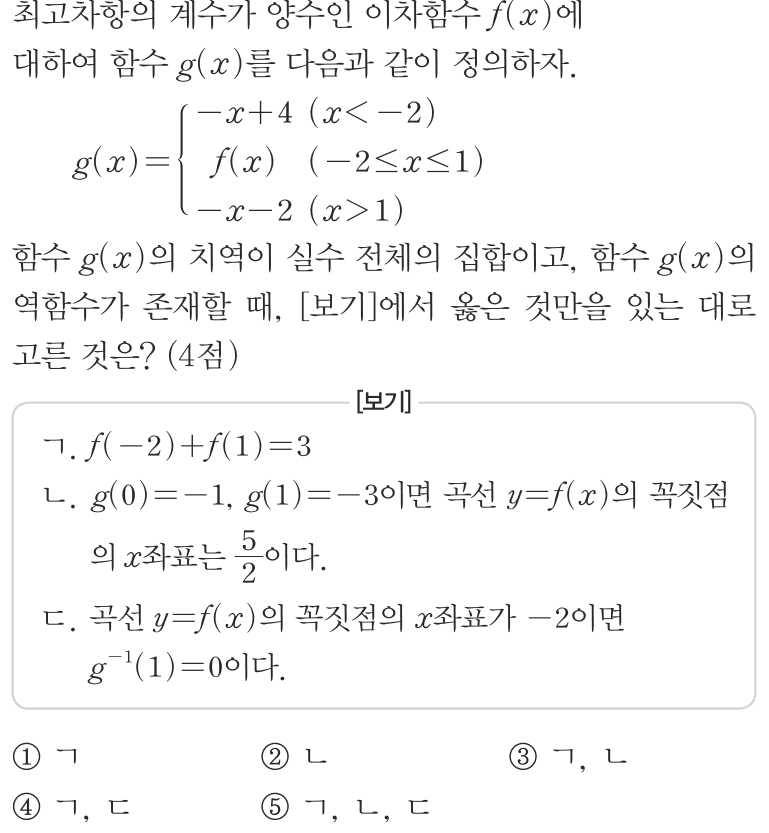 최고차항의 계수가 양수인 이차함수 f(x)에
대하여 함수 g(x)를 다음과 같이 정의하자.
g(x)={ -x+4 (x<-2)
f(x) (-2≤x≤1)
-x-2 (x>1)
함수 g(x)의 치역이 실수 전체의 집합이고, 함수 g(x)의
역함수가 존재할 때, [보기]에서 옳은 것만을 있는 대로
고른 것은? (4점)
[보기]
ㄱ. f(-2)+f(1)=3
ㄴ. g(0)=-1, g(1)=-3이면 곡선 y=f(x)의 꼭짓점
의 x좌표는 5/2이다.
ㄷ. 곡선 y=f(x)의 꼭짓점의 x좌표가 -2이면
g⁻¹(1)=0이다.
① ㄱ ② ㄴ ③ ㄱ, ㄴ
④ ㄱ, ㄷ ⑤ ㄱ, ㄴ, ㄷ